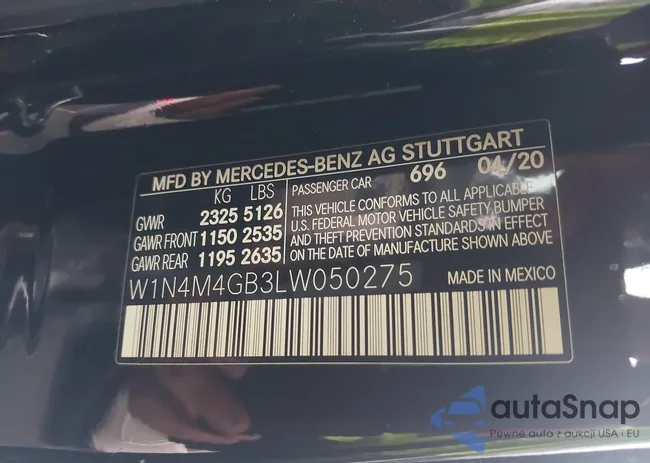 MFD BY MERCEDES-BENZ AG STUTTGART
KG LBS
GVWR 2325 5126
GAWR FRONT 1150 2535
GAWR REAR 1195 2635
PASSENGER CAR 696 04/20
THIS VEHICLE CONFORMS TO ALL APPLICABLE
U.S. FEDERAL MOTOR VEHICLE SAFETY BUMPER
AND THEFT PREVENTION STANDARDS IN EFFECT
ON THE DATE OF MANUFACTURE SHOWN ABOVE
W1N4M4GB3LW050275
MADE IN MEXICO
autaSnap
Pewne auta z aukcji USA i EU